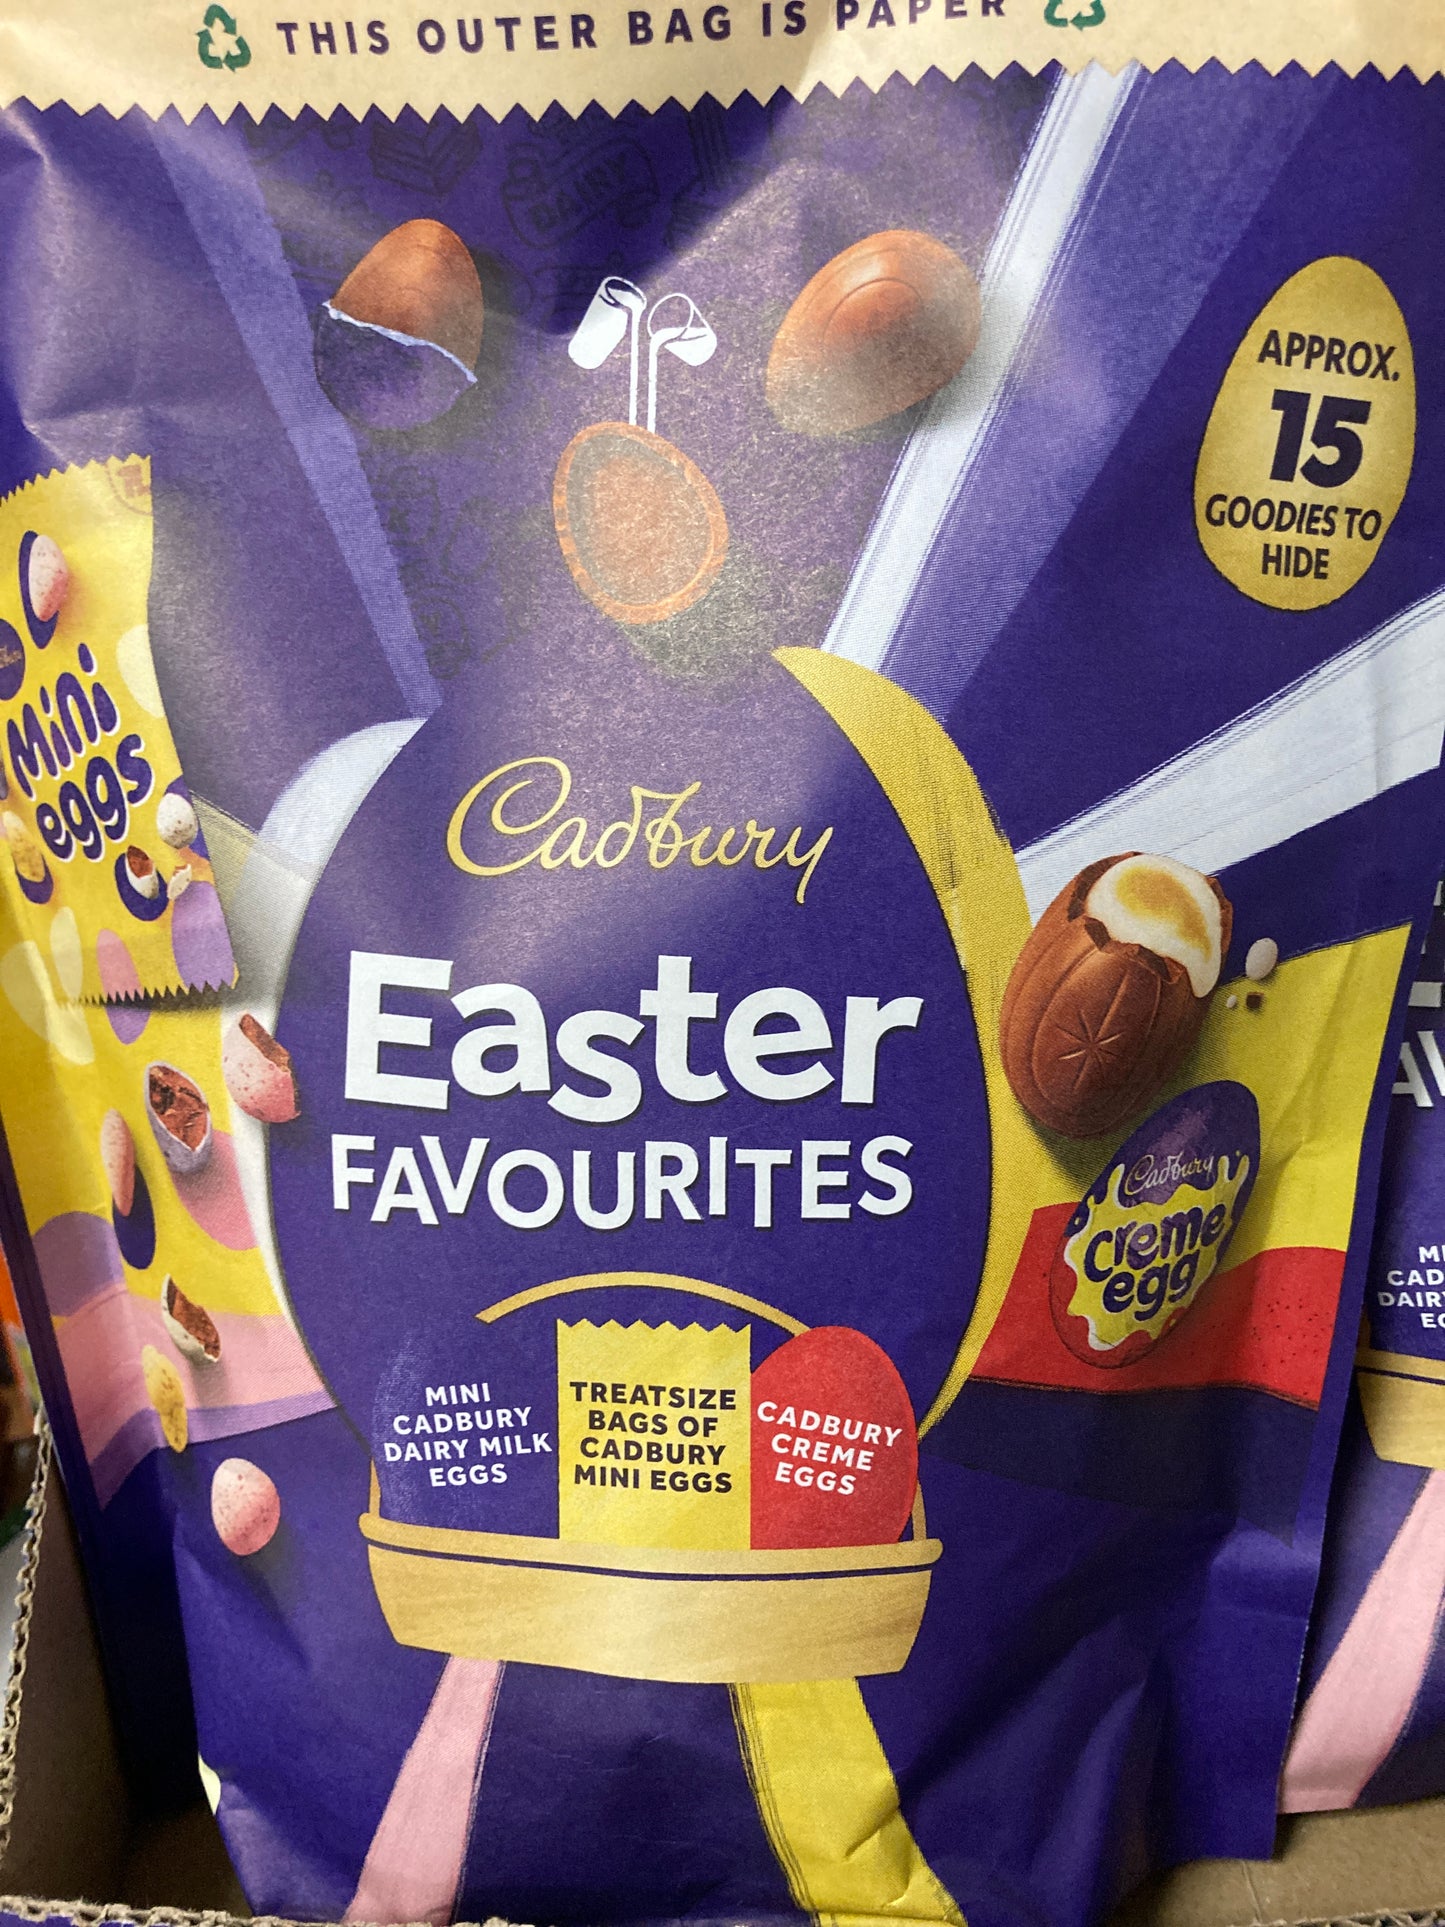 THIS OUTER BAG IS PAPER
DAIRY
APPROX.
15
GOODIES TO
HIDE
Mini
eggs
Cadbury
Easter
FAVOURITES
Cadbury
creme
egg
MINI
CADBURY
DAIRY MILK
EGGS
TREATSIZE
BAGS OF
CADBURY
MINI EGGS
CADBURY
CREME
EGGS